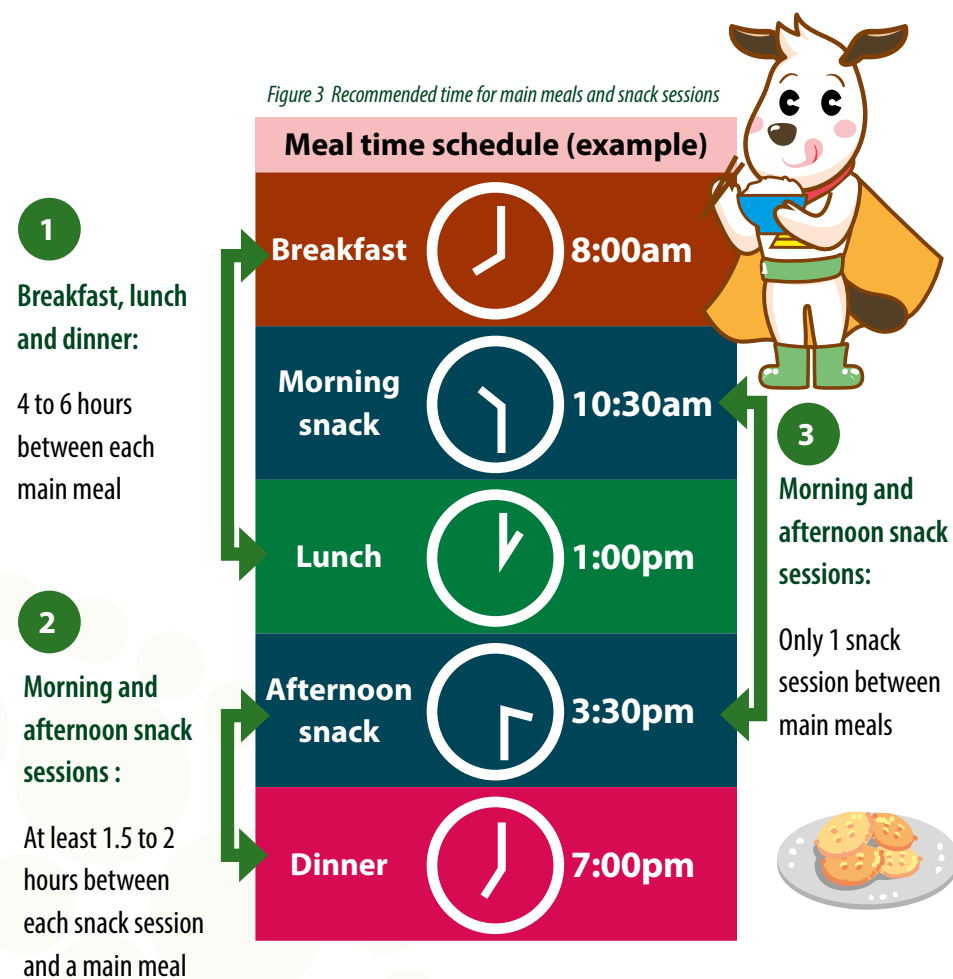 Figure 3 Recommended time for main meals and snack sessions
Meal time schedule (example)
1
Breakfast, lunch
and dinner:
4 to 6 hours
between each
main meal
2
Morning and
afternoon snack
sessions :
At least 1.5 to 2
hours between
each snack session
and a main meal
Breakfast
8:00am
Morning
snack
10:30am
Lunch
1:00pm
Afternoon
snack
3:30pm
Dinner
7:00pm
3
Morning and
afternoon snack
sessions:
Only 1 snack
session between
main meals